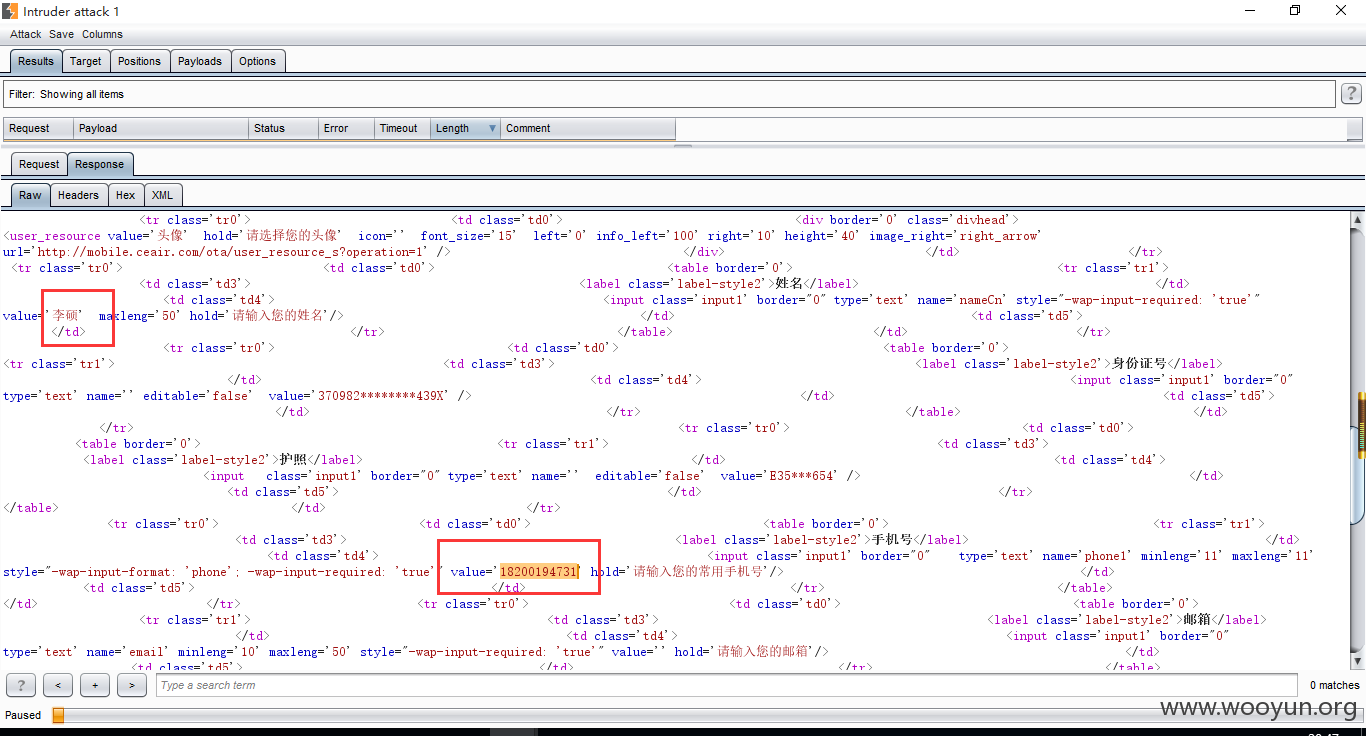 Intruder attack 1
Attack Save Columns
Results Target Positions Payloads Options
Filter: Showing all items
?
Request Payload Status Error Timeout Length Comment
Request Response
Raw Headers Hex XML
<tr class='tr0'> <td class='td0'> <div border='0' class='divhead'>
<user_resource value='头像' hold='请选择您的头像' icon='' font_size='15' left='0' info_left='100' right='10' height='40' image_right='right_arrow'
url='http://mobile.ceair.com/ota/user_resource_s?operation=1' /> </div> </td> </tr>
<tr class='tr0'> <td class='td0'> <table border='0'> <tr class='tr1'>
<td class='td3'> <label class='label-style2'>姓名</label> </td>
<td class='td4'> <input class='input1' border="0" type='text' name='nameCn' style="-wap-input-required: 'true'"
value='李硕' maxleng='50' hold='请输入您的姓名'/> </td> <td class='td5'>
</td> </tr> </table> </td> </tr>
<tr class='tr0'> <td class='td0'> <table border='0'>
<tr class='tr1'> <td class='td3'> <label class='label-style2'>身份证号</label>
</td> <td class='td4'> <input class='input1' border="0"
type='text' name='' editable='false' value='370982********439X' /> </td> <td class='td5'>
</td> </tr> </table> </td>
</tr> <tr class='tr0'> <td class='td0'>
<table border='0'> <tr class='tr1'> <td class='td3'>
<label class='label-style2'>护照</label> </td> <td class='td4'>
<input class='input1' border="0" type='text' name='' editable='false' value='E35***654' /> </td>
<td class='td5'> </td> </tr>
</table> </td> </tr>
<tr class='tr0'> <td class='td0'> <table border='0'> <tr class='tr1'>
<td class='td3'> <label class='label-style2'>手机号</label> </td>
<td class='td4'> <input class='input1' border="0" type='text' name='phone1' minleng='11' maxleng='11'
style="-wap-input-format: 'phone'; -wap-input-required: 'true'" value='18200194731' hold='请输入您的常用手机号'/> </td>
<td class='td5'> </td> </tr> </table>
</td> </tr> <tr class='tr0'> <td class='td0'> <table border='0'>
<tr class='tr1'> <td class='td3'> <label class='label-style2'>邮箱</label>
</td> <td class='td4'> <input class='input1' border="0"
type='text' name='email' minleng='10' maxleng='50' style="-wap-input-required: 'true'" value='' hold='请输入您的邮箱'/> </td>
<td class='td5'> </td> </tr> </table>
? < + > Type a search term 0 matches
Paused
www.wooyun.org